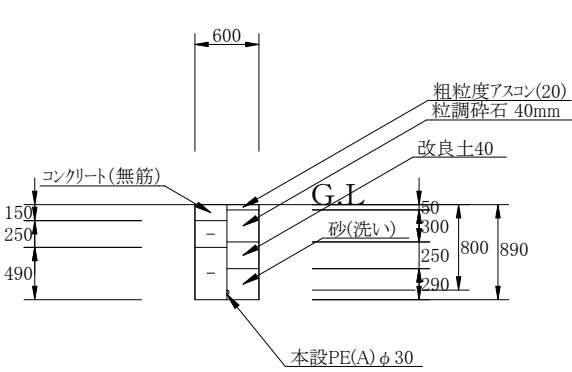 600
粗粒度アスコン(20)
粒調砕石 40mm
改良土40
コンクリート(無筋)
G.L
150
250
490
50
300
250
290
800
890
砂(洗い)
本設PE(A)φ30